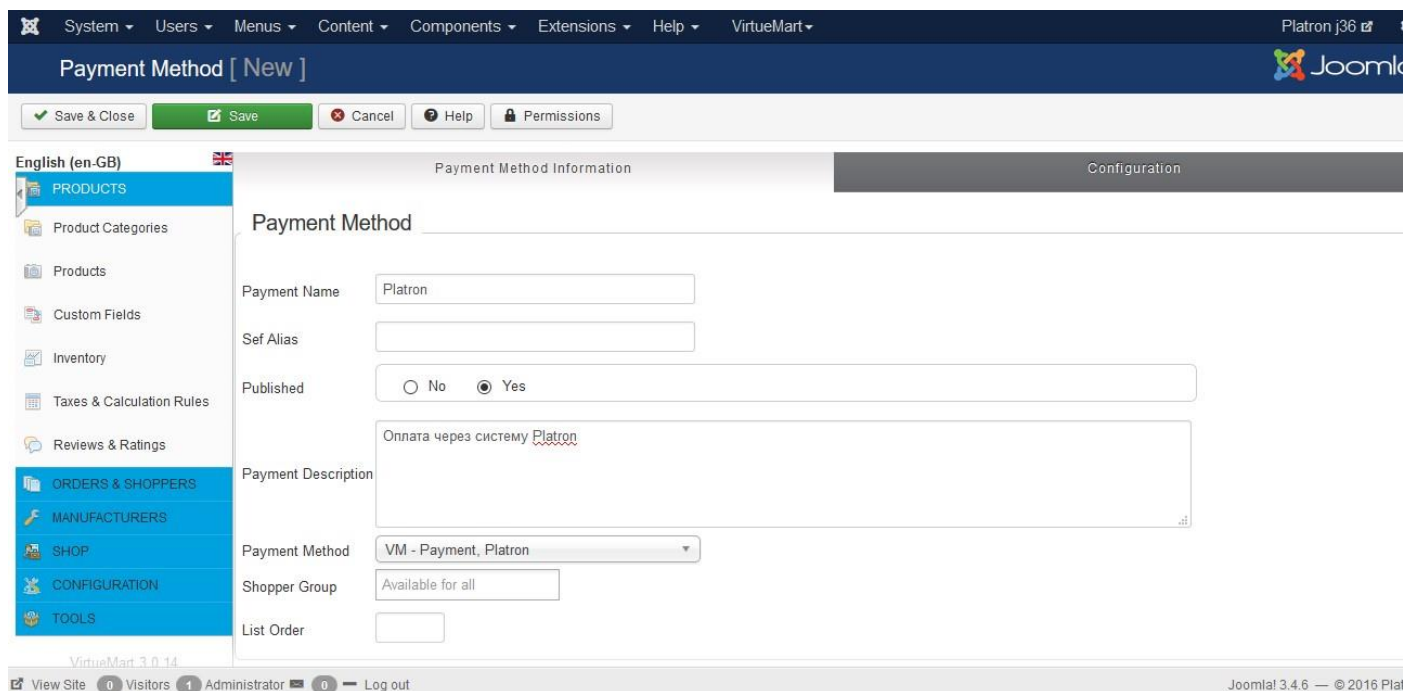 System Users Menus Content Components Extensions Help VirtueMart Platron j36
Payment Method [ New ] Joomla
Save & Close Save Cancel Help Permissions
English (en-GB)
Payment Method Information Configuration
PRODUCTS
Product Categories
Products
Custom Fields
Inventory
Taxes & Calculation Rules
Reviews & Ratings
ORDERS & SHOPPERS
MANUFACTURERS
SHOP
CONFIGURATION
TOOLS
VirtueMart 3.0.14
Payment Method
Payment Name Platron
Sef Alias
Published No Yes
Payment Description Оплата через систему Platron
Payment Method VM - Payment, Platron
Shopper Group Available for all
List Order
View Site 0 Visitors 1 Administrator 0 Log out Joomla! 3.4.6 — © 2016 Plat